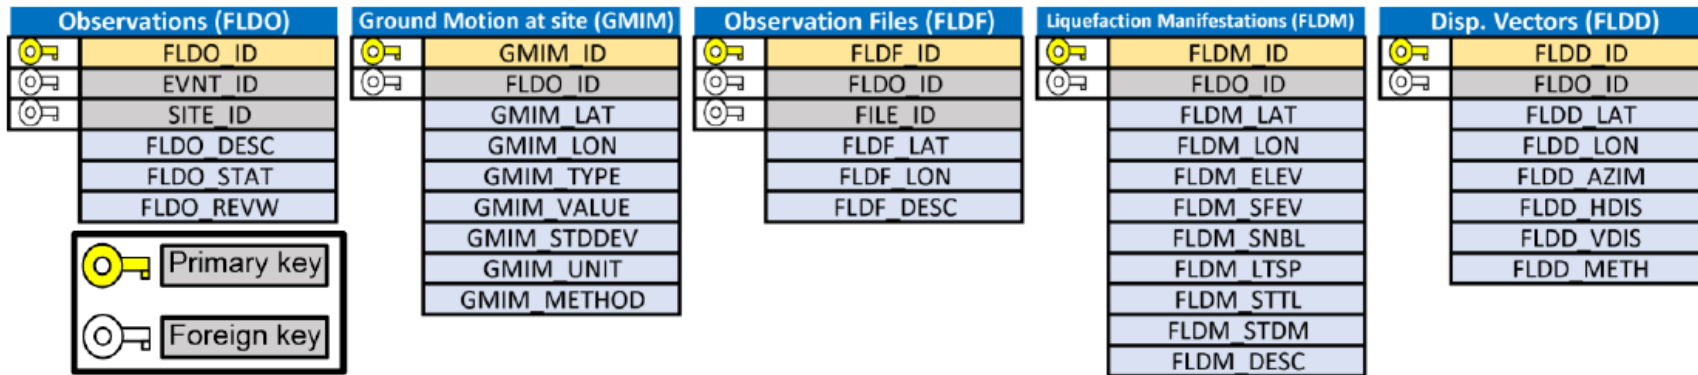 Observations (FLDO)
FLDO_ID
EVNT_ID
SITE_ID
FLDO_DESC
FLDO_STAT
FLDO_REVW
Primary key
Foreign key
Ground Motion at site (GMIM)
GMIM_ID
FLDO_ID
GMIM_LAT
GMIM_LON
GMIM_TYPE
GMIM_VALUE
GMIM_STDDEV
GMIM_UNIT
GMIM_METHOD
Observation Files (FLDF)
FLDF_ID
FLDO_ID
FILE_ID
FLDF_LAT
FLDF_LON
FLDF_DESC
Liquefaction Manifestations (FLDM)
FLDM_ID
FLDO_ID
FLDM_LAT
FLDM_LON
FLDM_ELEV
FLDM_SFEV
FLDM_SNBL
FLDM_LTSP
FLDM_STTL
FLDM_STDM
FLDM_DESC
Disp. Vectors (FLDD)
FLDD_ID
FLDO_ID
FLDD_LAT
FLDD_LON
FLDD_AZIM
FLDD_HDIS
FLDD_VDIS
FLDD_METH